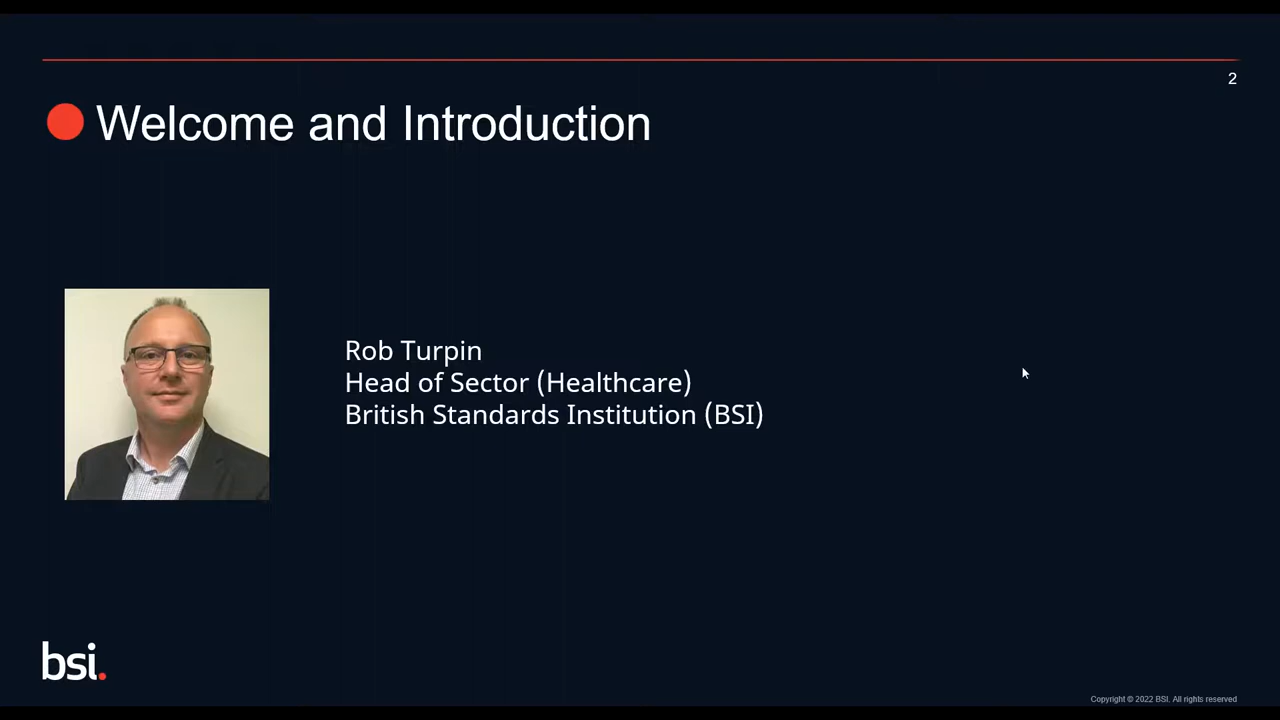 2
Welcome and Introduction
Rob Turpin
Head of Sector (Healthcare)
British Standards Institution (BSI)
bsi.
Copyright © 2022 BSI. All rights reserved